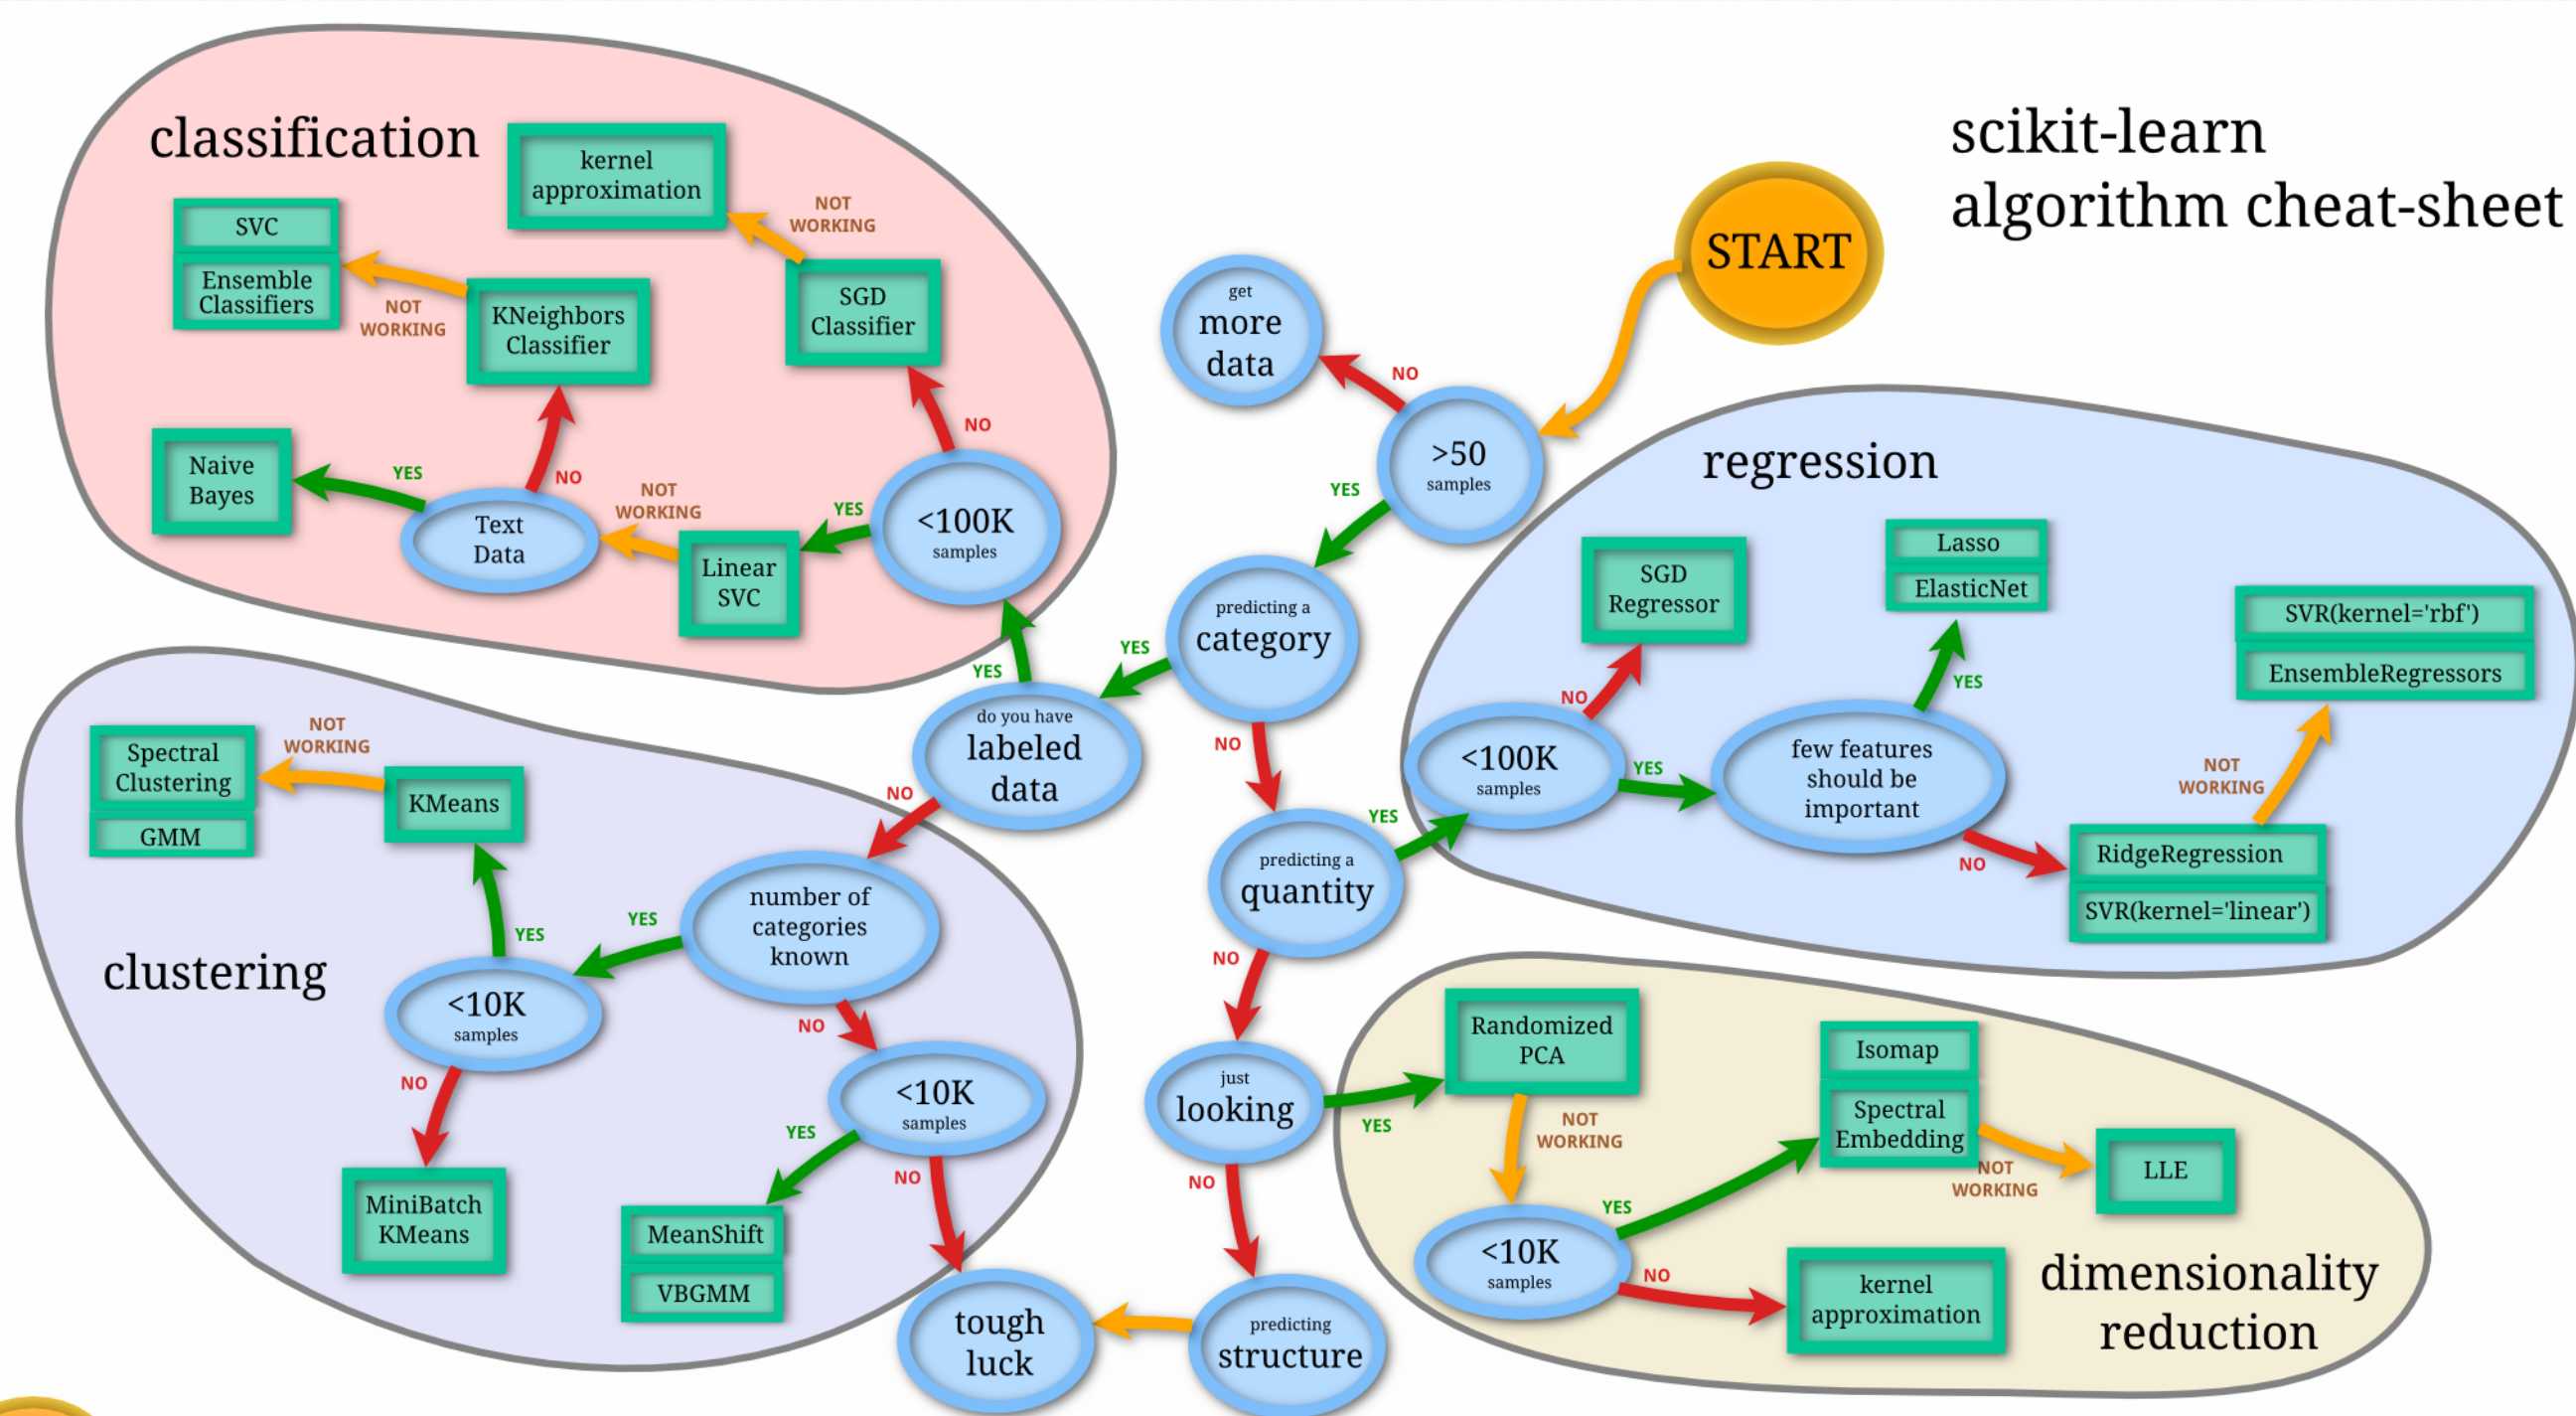 scikit-learn
algorithm cheat-sheet
START
classification
kernel
approximation
NOT
WORKING
SVC
Ensemble
Classifiers
NOT
WORKING
KNeighbors
Classifier
SGD
Classifier
NO
Naive
Bayes
YES
NO
Text
Data
NOT
WORKING
Linear
SVC
YES
<100K
samples
YES
get
more
data
NO
>50
samples
YES
predicting a
category
YES
NO
do you have
labeled
data
NO
predicting a
quantity
YES
NO
just
looking
YES
NO
predicting
structure
tough
luck
regression
SGD
Regressor
NO
<100K
samples
YES
Lasso
ElasticNet
YES
few features
should be
important
NO
SVR(kernel='rbf')
EnsembleRegressors
NOT
WORKING
RidgeRegression
SVR(kernel='linear')
clustering
Spectral
Clustering
GMM
NOT
WORKING
KMeans
YES
number of
categories
known
YES
NO
<10K
samples
NO
MiniBatch
KMeans
<10K
samples
YES
NO
MeanShift
VBGMM
Randomized
PCA
NOT
WORKING
<10K
samples
YES
NO
Isomap
Spectral
Embedding
NOT
WORKING
LLE
kernel
approximation
dimensionality
reduction